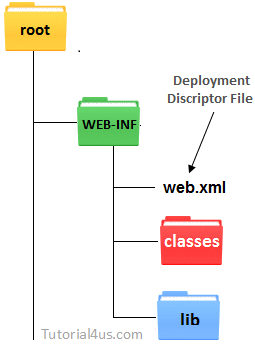 root
Deployment
Discriptor File
WEB-INF
web.xml
classes
lib
Tutorial4us.com